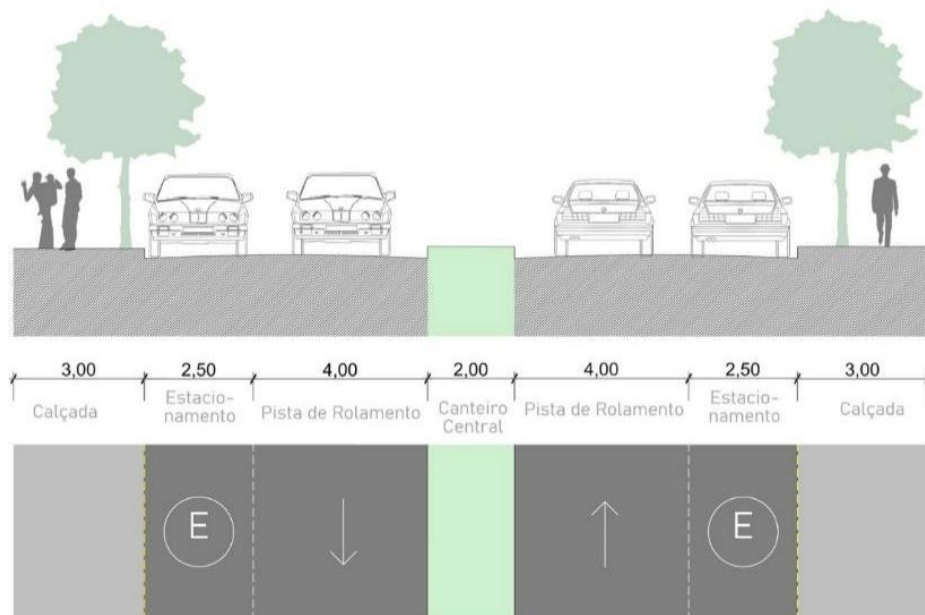 3,00 2,50 4,00 2,00 4,00 2,50 3,00
Calçada
Estacio-
namento
Pista de Rolamento
Canteiro
Central
Pista de Rolamento
Estacio-
namento
Calçada
E E